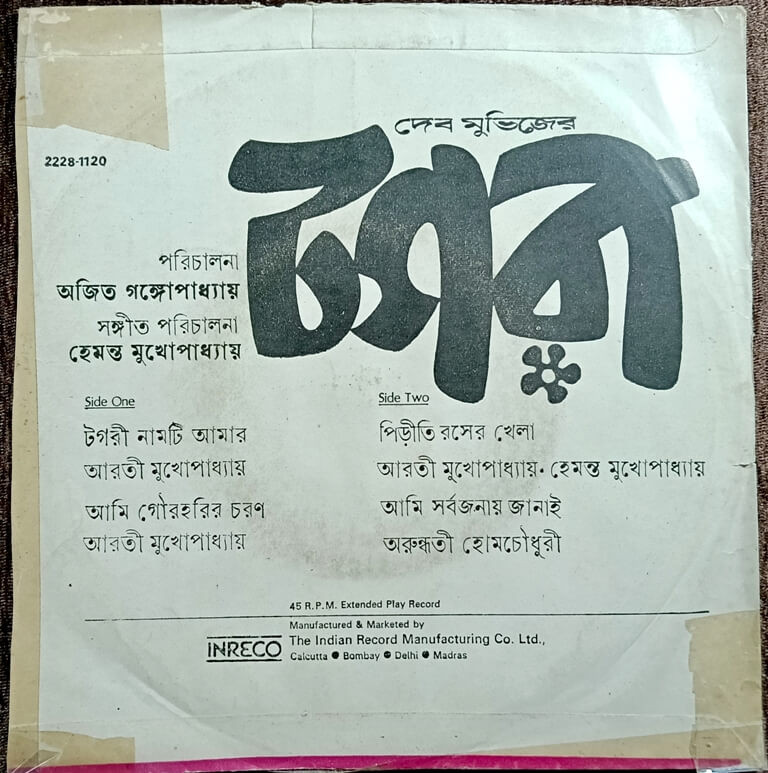 দেব মুভিজের
টগরী
2228-1120
পরিচালনা
অজিত গঙ্গোপাধ্যায়
সঙ্গীত পরিচালনা
হেমন্ত মুখোপাধ্যায়
Side One
টগরী নামটি আমার
আরতী মুখোপাধ্যায়
আমি গৌরহরির চরণ
আরতী মুখোপাধ্যায়
Side Two
পিড়ীতি রসের খেলা
আরতী মুখোপাধ্যায়. হেমন্ত মুখোপাধ্যায়
আমি সর্বজনায় জানাই
অরুন্ধতী হোমচৌধুরী
45 R.P.M. Extended Play Record
Manufactured & Marketed by
INRECO The Indian Record Manufacturing Co. Ltd.,
Calcutta ● Bombay ● Delhi ● Madras